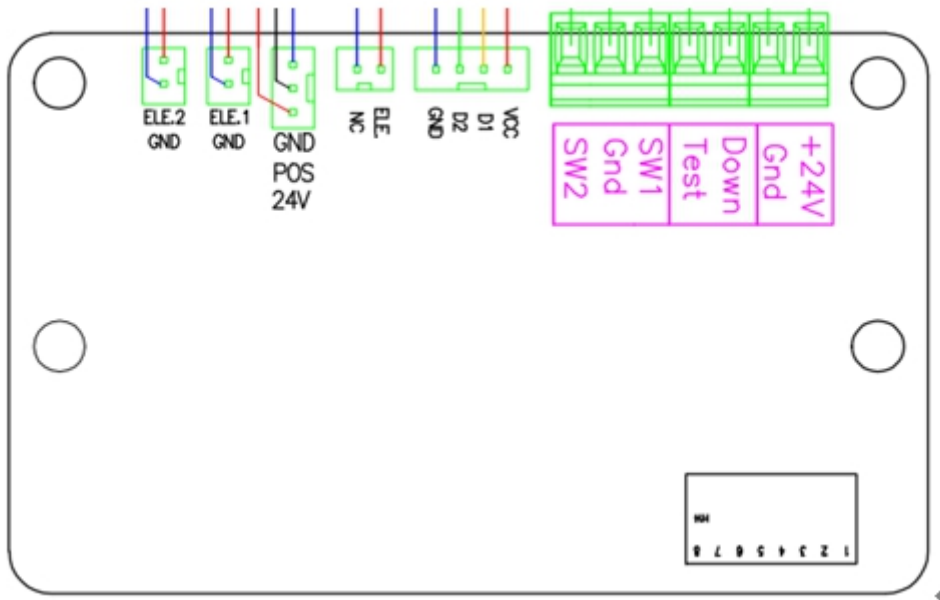 ELE.2
GND
ELE.1
GND
GND
POS
24V
NC
ELE.
GND
D2
D1
VCC
SW2
Gnd
SW1
Test
Down
Gnd
+24V
8 7 6 5 4 3 2 1